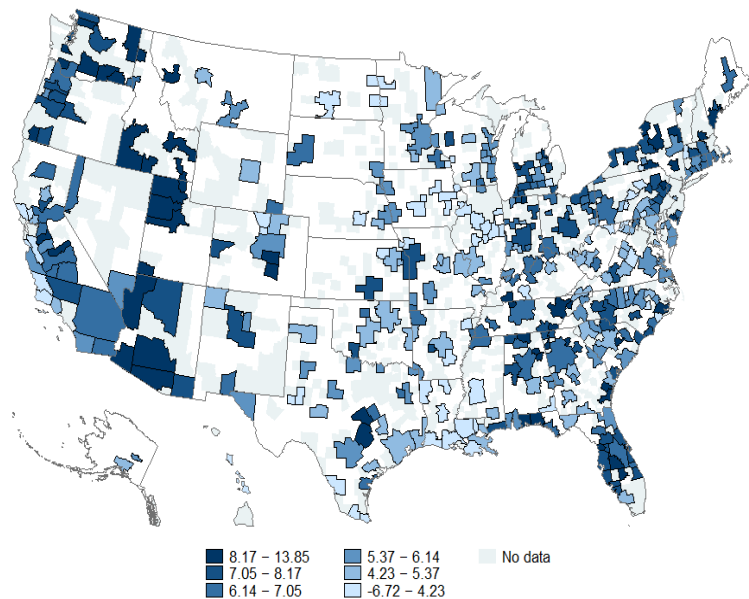 8.17 – 13.85
7.05 – 8.17
6.14 – 7.05
5.37 – 6.14
4.23 – 5.37
-6.72 – 4.23
No data